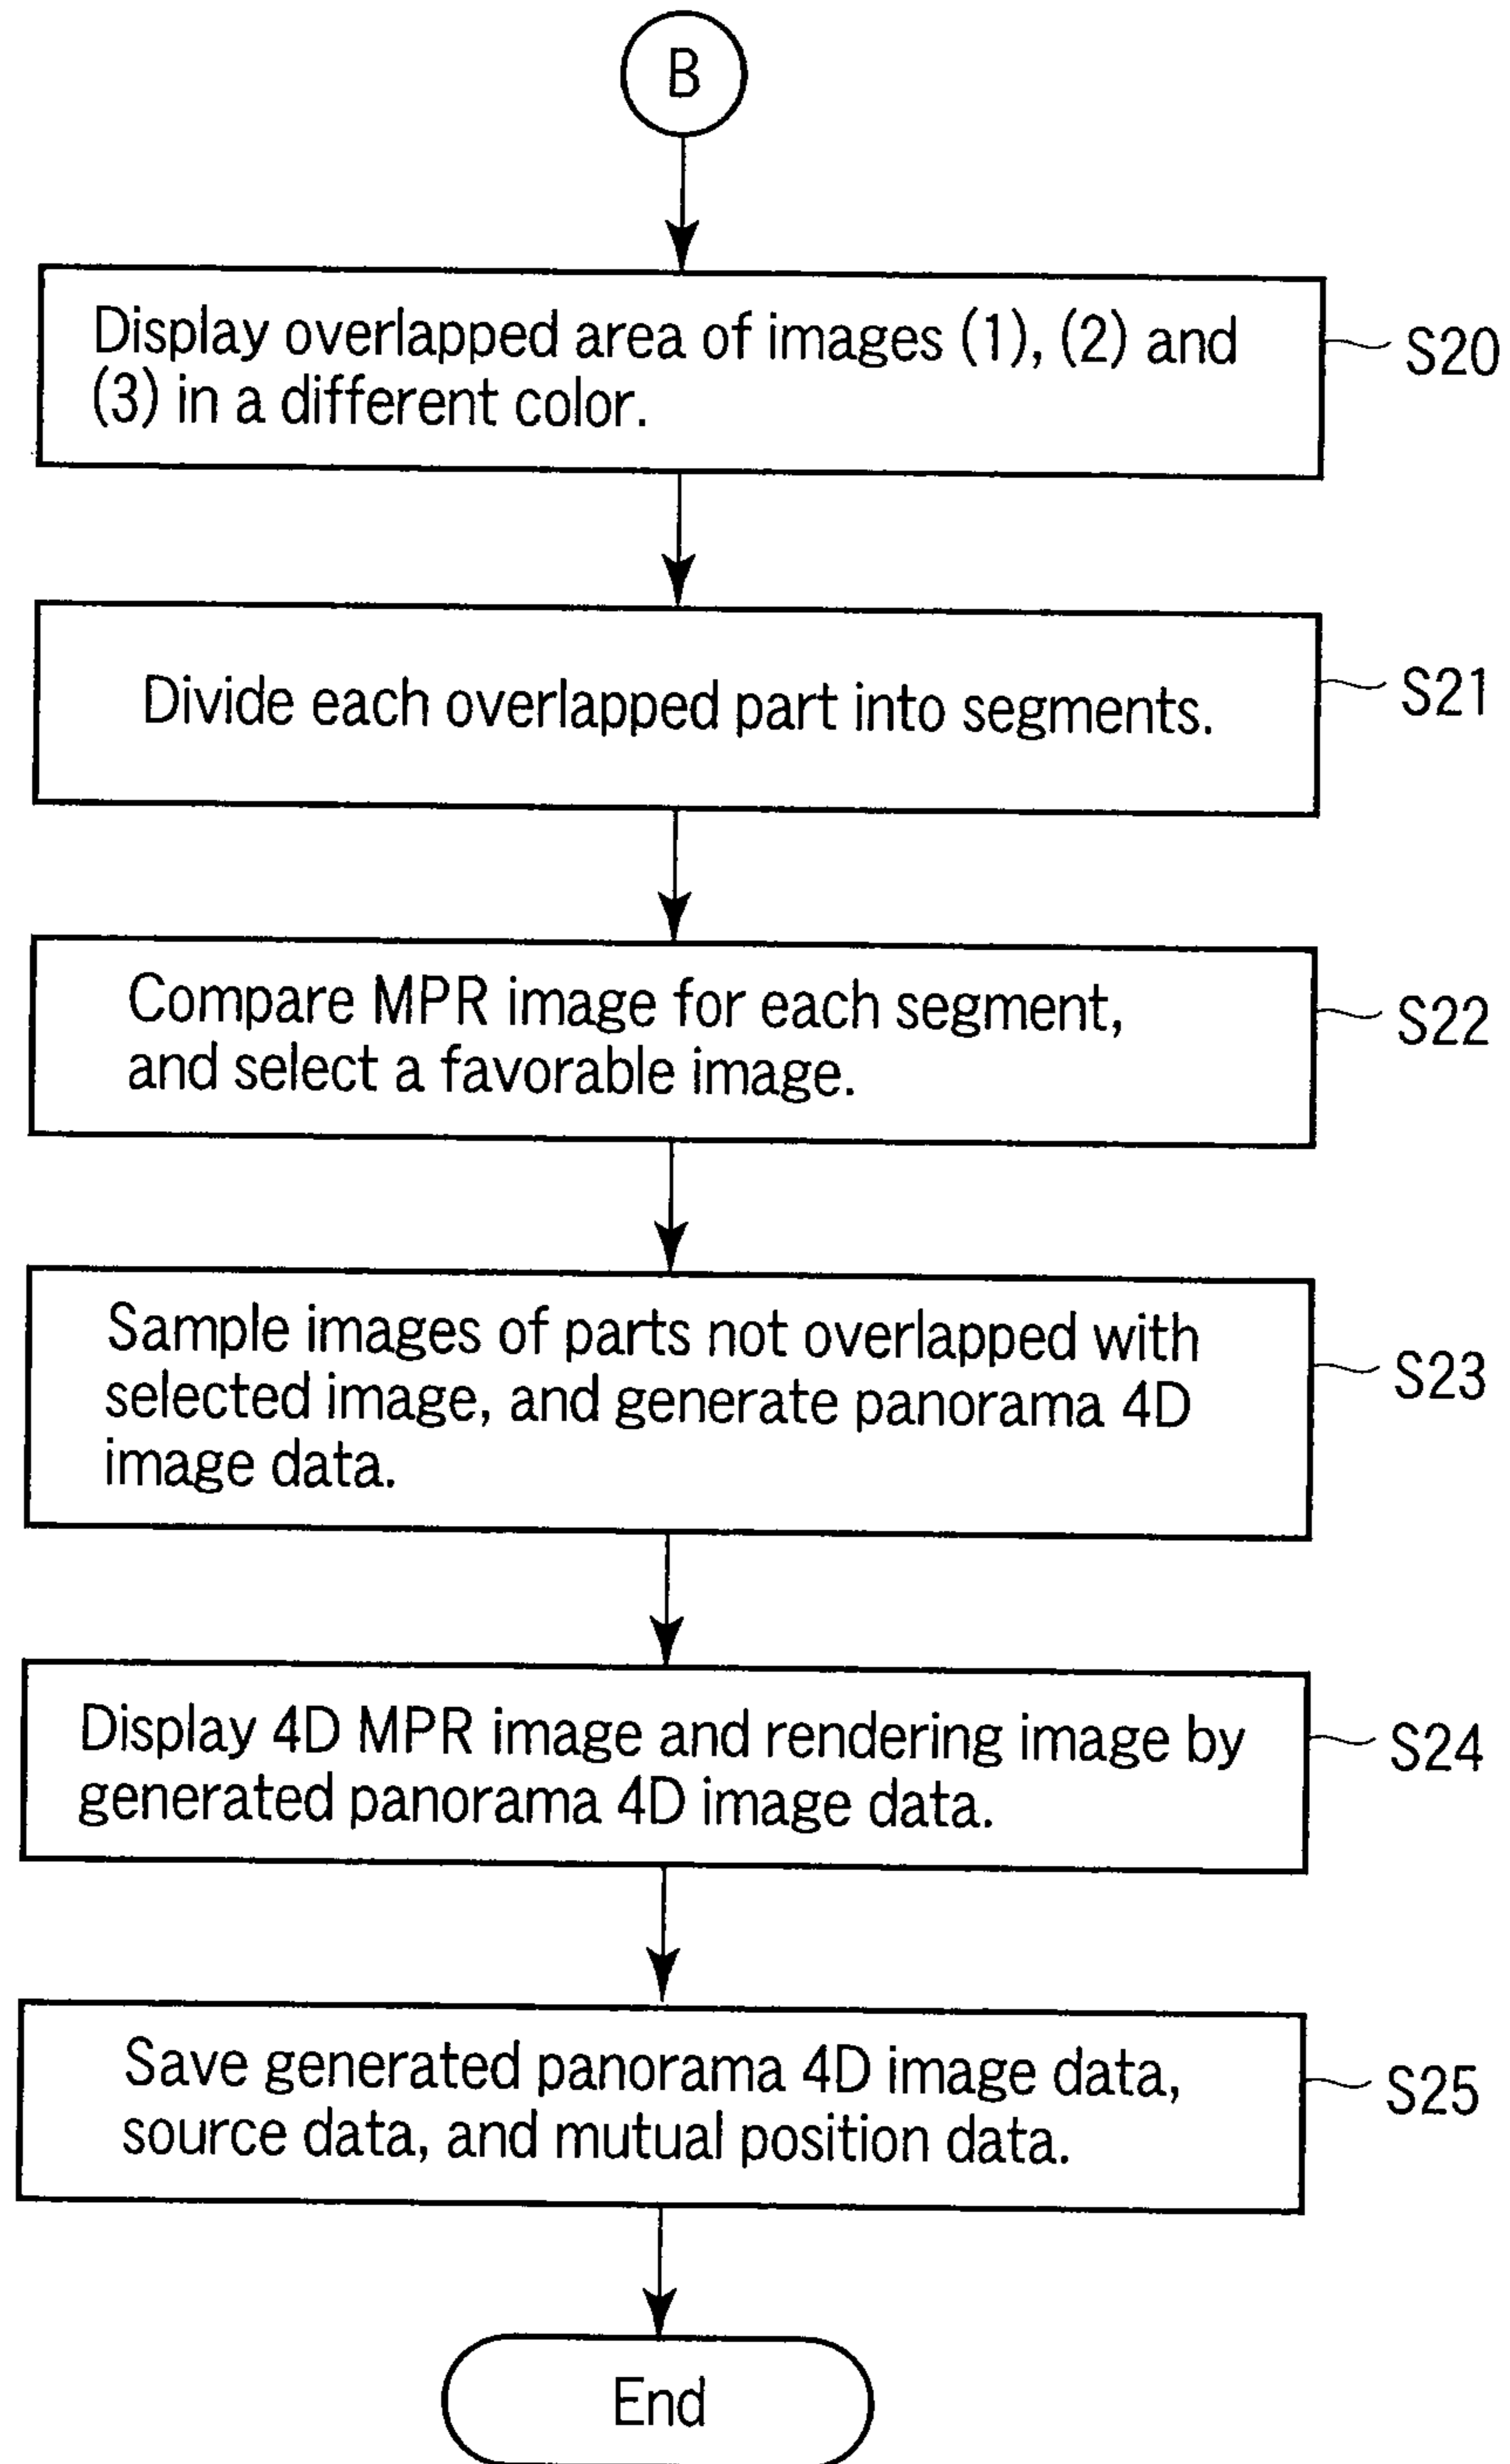 B
Display overlapped area of images (1), (2) and
(3) in a different color.
S20
Divide each overlapped part into segments.
S21
Compare MPR image for each segment,
and select a favorable image.
S22
Sample images of parts not overlapped with
selected image, and generate panorama 4D
image data.
S23
Display 4D MPR image and rendering image by
generated panorama 4D image data.
S24
Save generated panorama 4D image data,
source data, and mutual position data.
S25
End